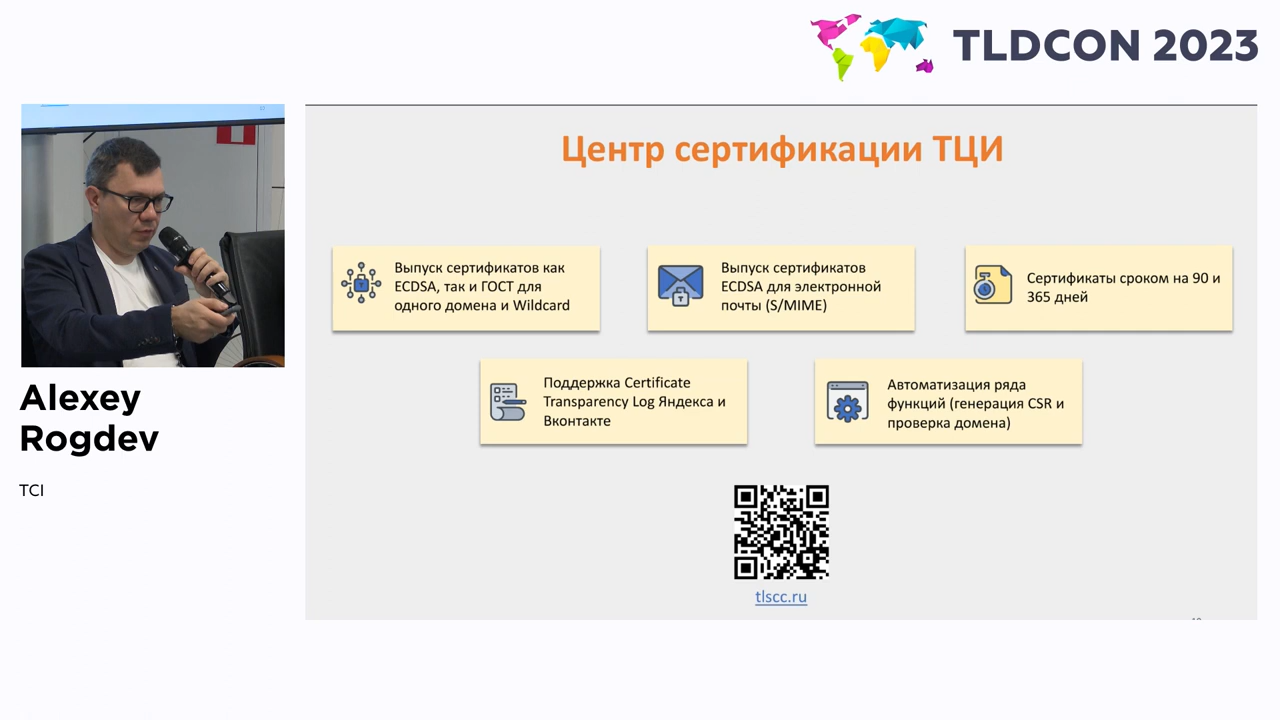 TLDCON 2023
Центр сертификации ТЦИ
Выпуск сертификатов как
ECDSA, так и ГОСТ для
одного домена и Wildcard
Выпуск сертификатов
ECDSA для электронной
почты (S/MIME)
Сертификаты сроком на 90 и
365 дней
Поддержка Certificate
Transparency Log Яндекса и
Вконтакте
Автоматизация ряда
функций (генерация CSR и
проверка домена)
tlscc.ru
Alexey
Rogdev
TCI